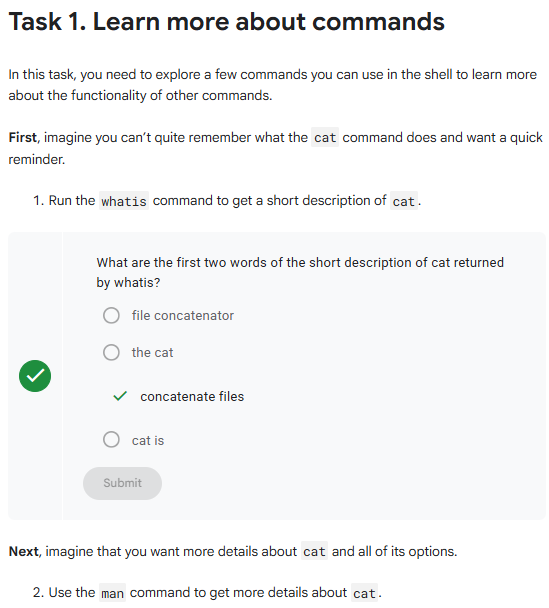 Task 1. Learn more about commands
In this task, you need to explore a few commands you can use in the shell to learn more
about the functionality of other commands.
First, imagine you can't quite remember what the cat command does and want a quick
reminder.
1. Run the whatis command to get a short description of cat.
What are the first two words of the short description of cat returned
by whatis?
file concatenator
the cat
concatenate files
cat is
Submit
Next, imagine that you want more details about cat and all of its options.
2. Use the man command to get more details about cat.